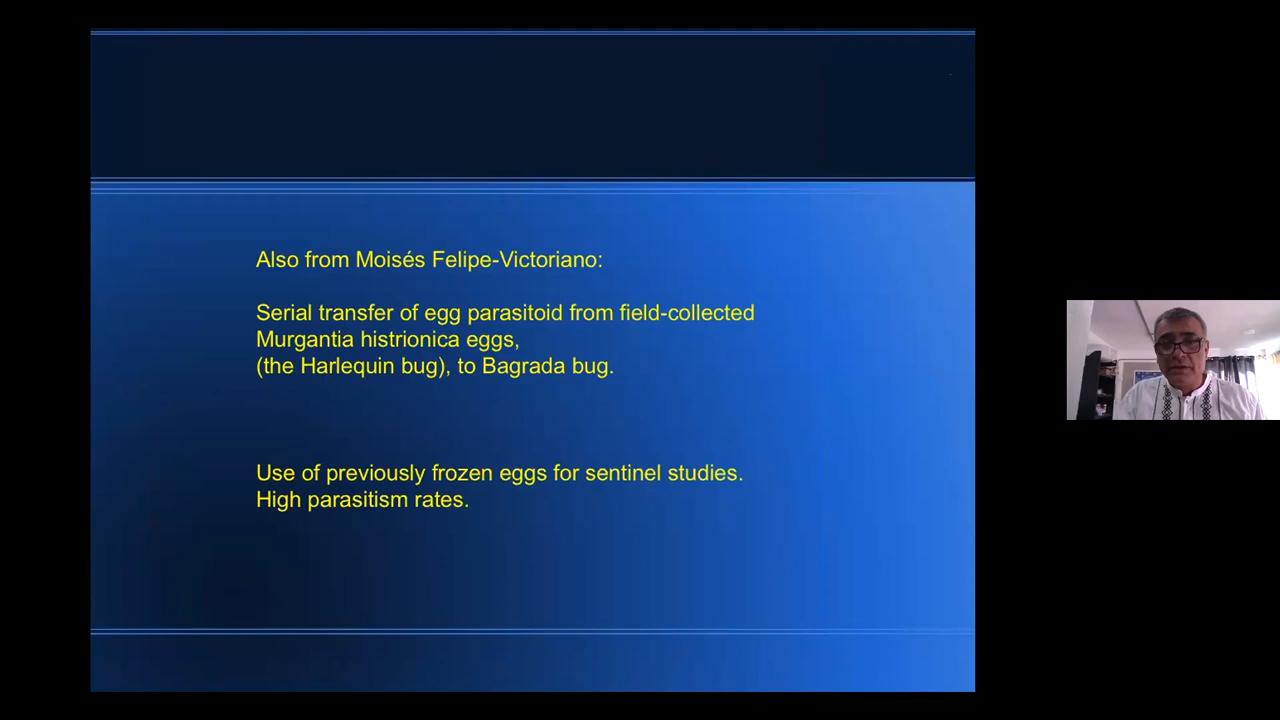 Also from Moisés Felipe-Victoriano:
Serial transfer of egg parasitoid from field-collected
Murgantia histrionica eggs,
(the Harlequin bug), to Bagrada bug.
Use of previously frozen eggs for sentinel studies.
High parasitism rates.